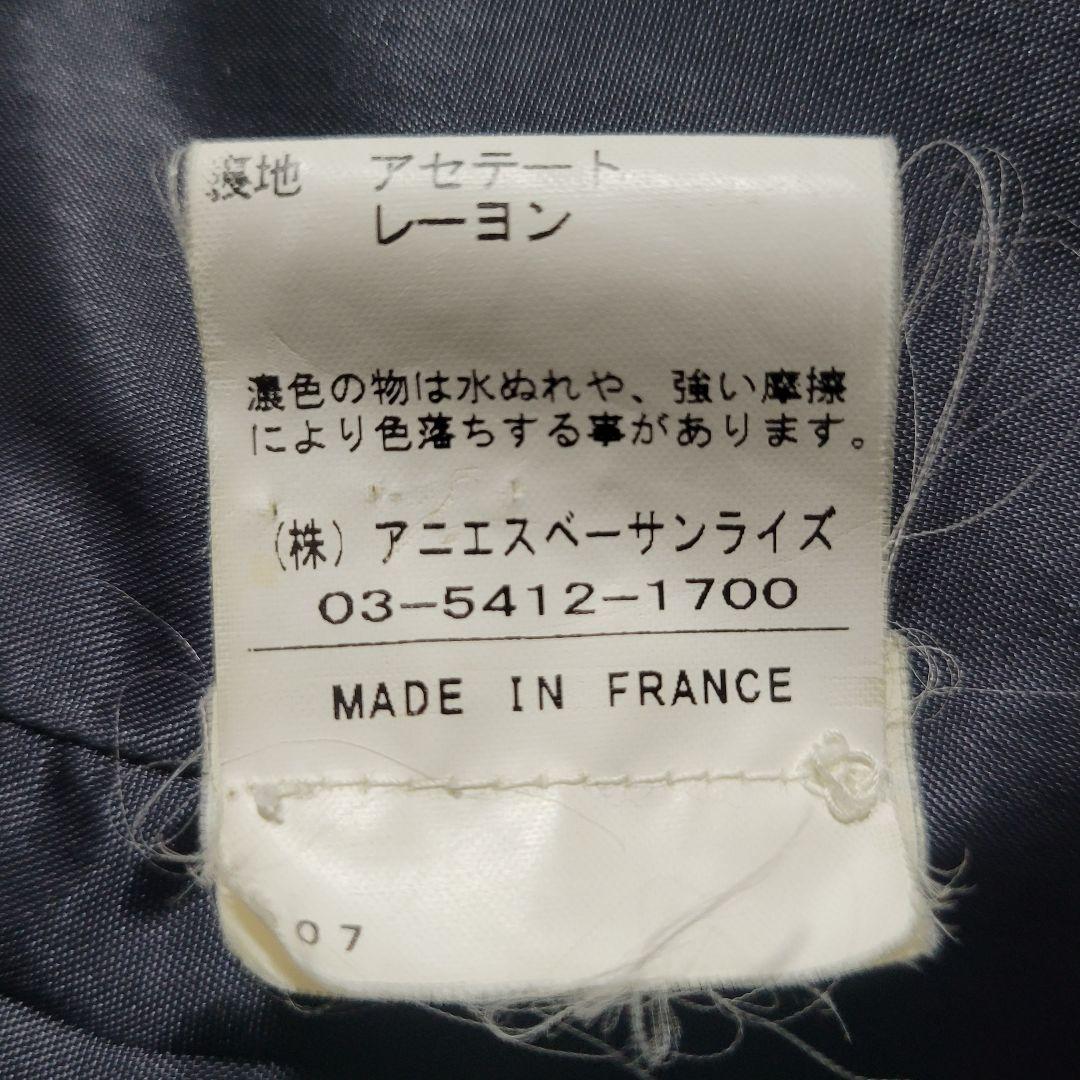 裏地 アセテート
レーヨン
濃色の物は水ぬれや、強い摩擦
により色落ちする事があります。
(株) アニエスベーサンライズ
03-5412-1700
MADE IN FRANCE
07